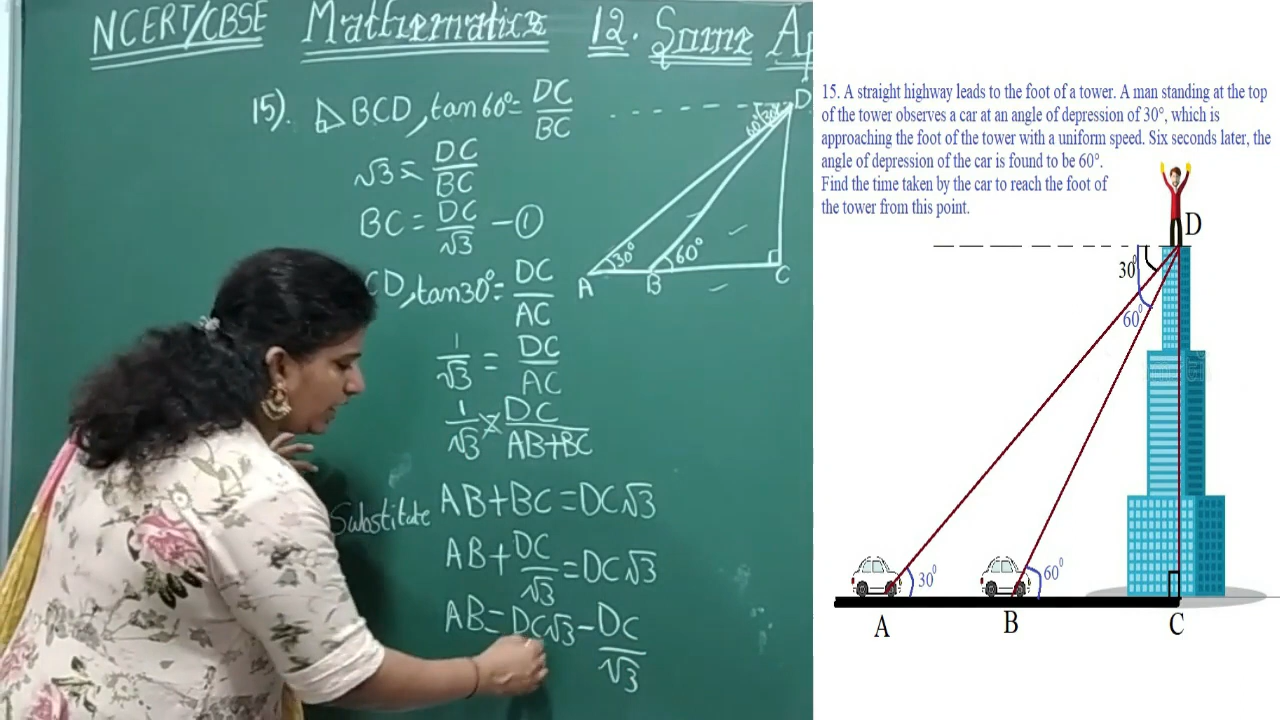 NCERT/CBSE Mathematics 12. Some Ap
15). △BCD, tan60°= DC/BC
√3 = DC/BC
BC = DC/√3 – ①
CD, tan30°= DC/AC
1/√3 = DC/AC
1/√3 = DC/AB+BC
Substitute AB+BC = DC√3
AB+ DC/√3 = DC√3
AB = DC√3 – DC/√3
D
60° 30°
30° 60°
A B C
15. A straight highway leads to the foot of a tower. A man standing at the top
of the tower observes a car at an angle of depression of 30°, which is
approaching the foot of the tower with a uniform speed. Six seconds later, the
angle of depression of the car is found to be 60°.
Find the time taken by the car to reach the foot of
the tower from this point.
D
30°
60°
30° 60°
A B C